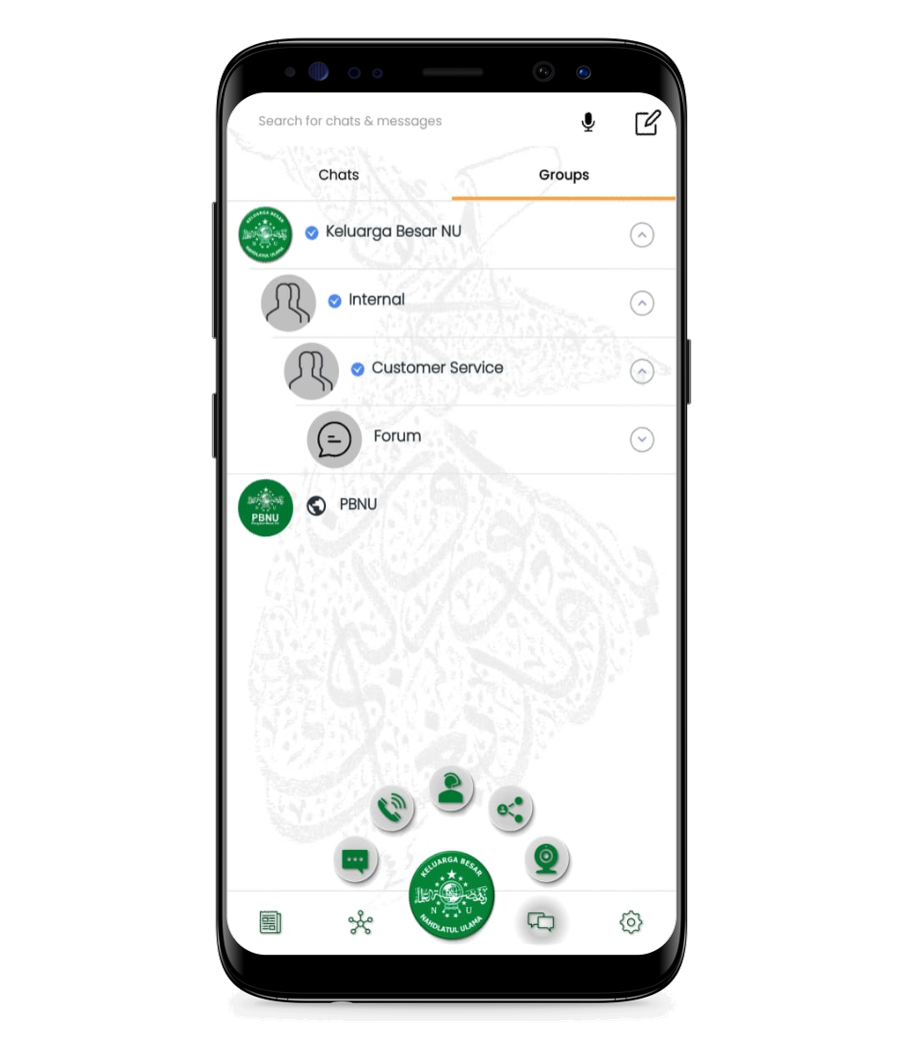 Search for chats & messages
Chats
Groups
KELUARGA BESAR
N U
NAHDLATUL ULAMA
Keluarga Besar NU
Internal
Customer Service
Forum
PBNU
PBNU
KELUARGA BESAR
N U
NAHDLATUL ULAMA